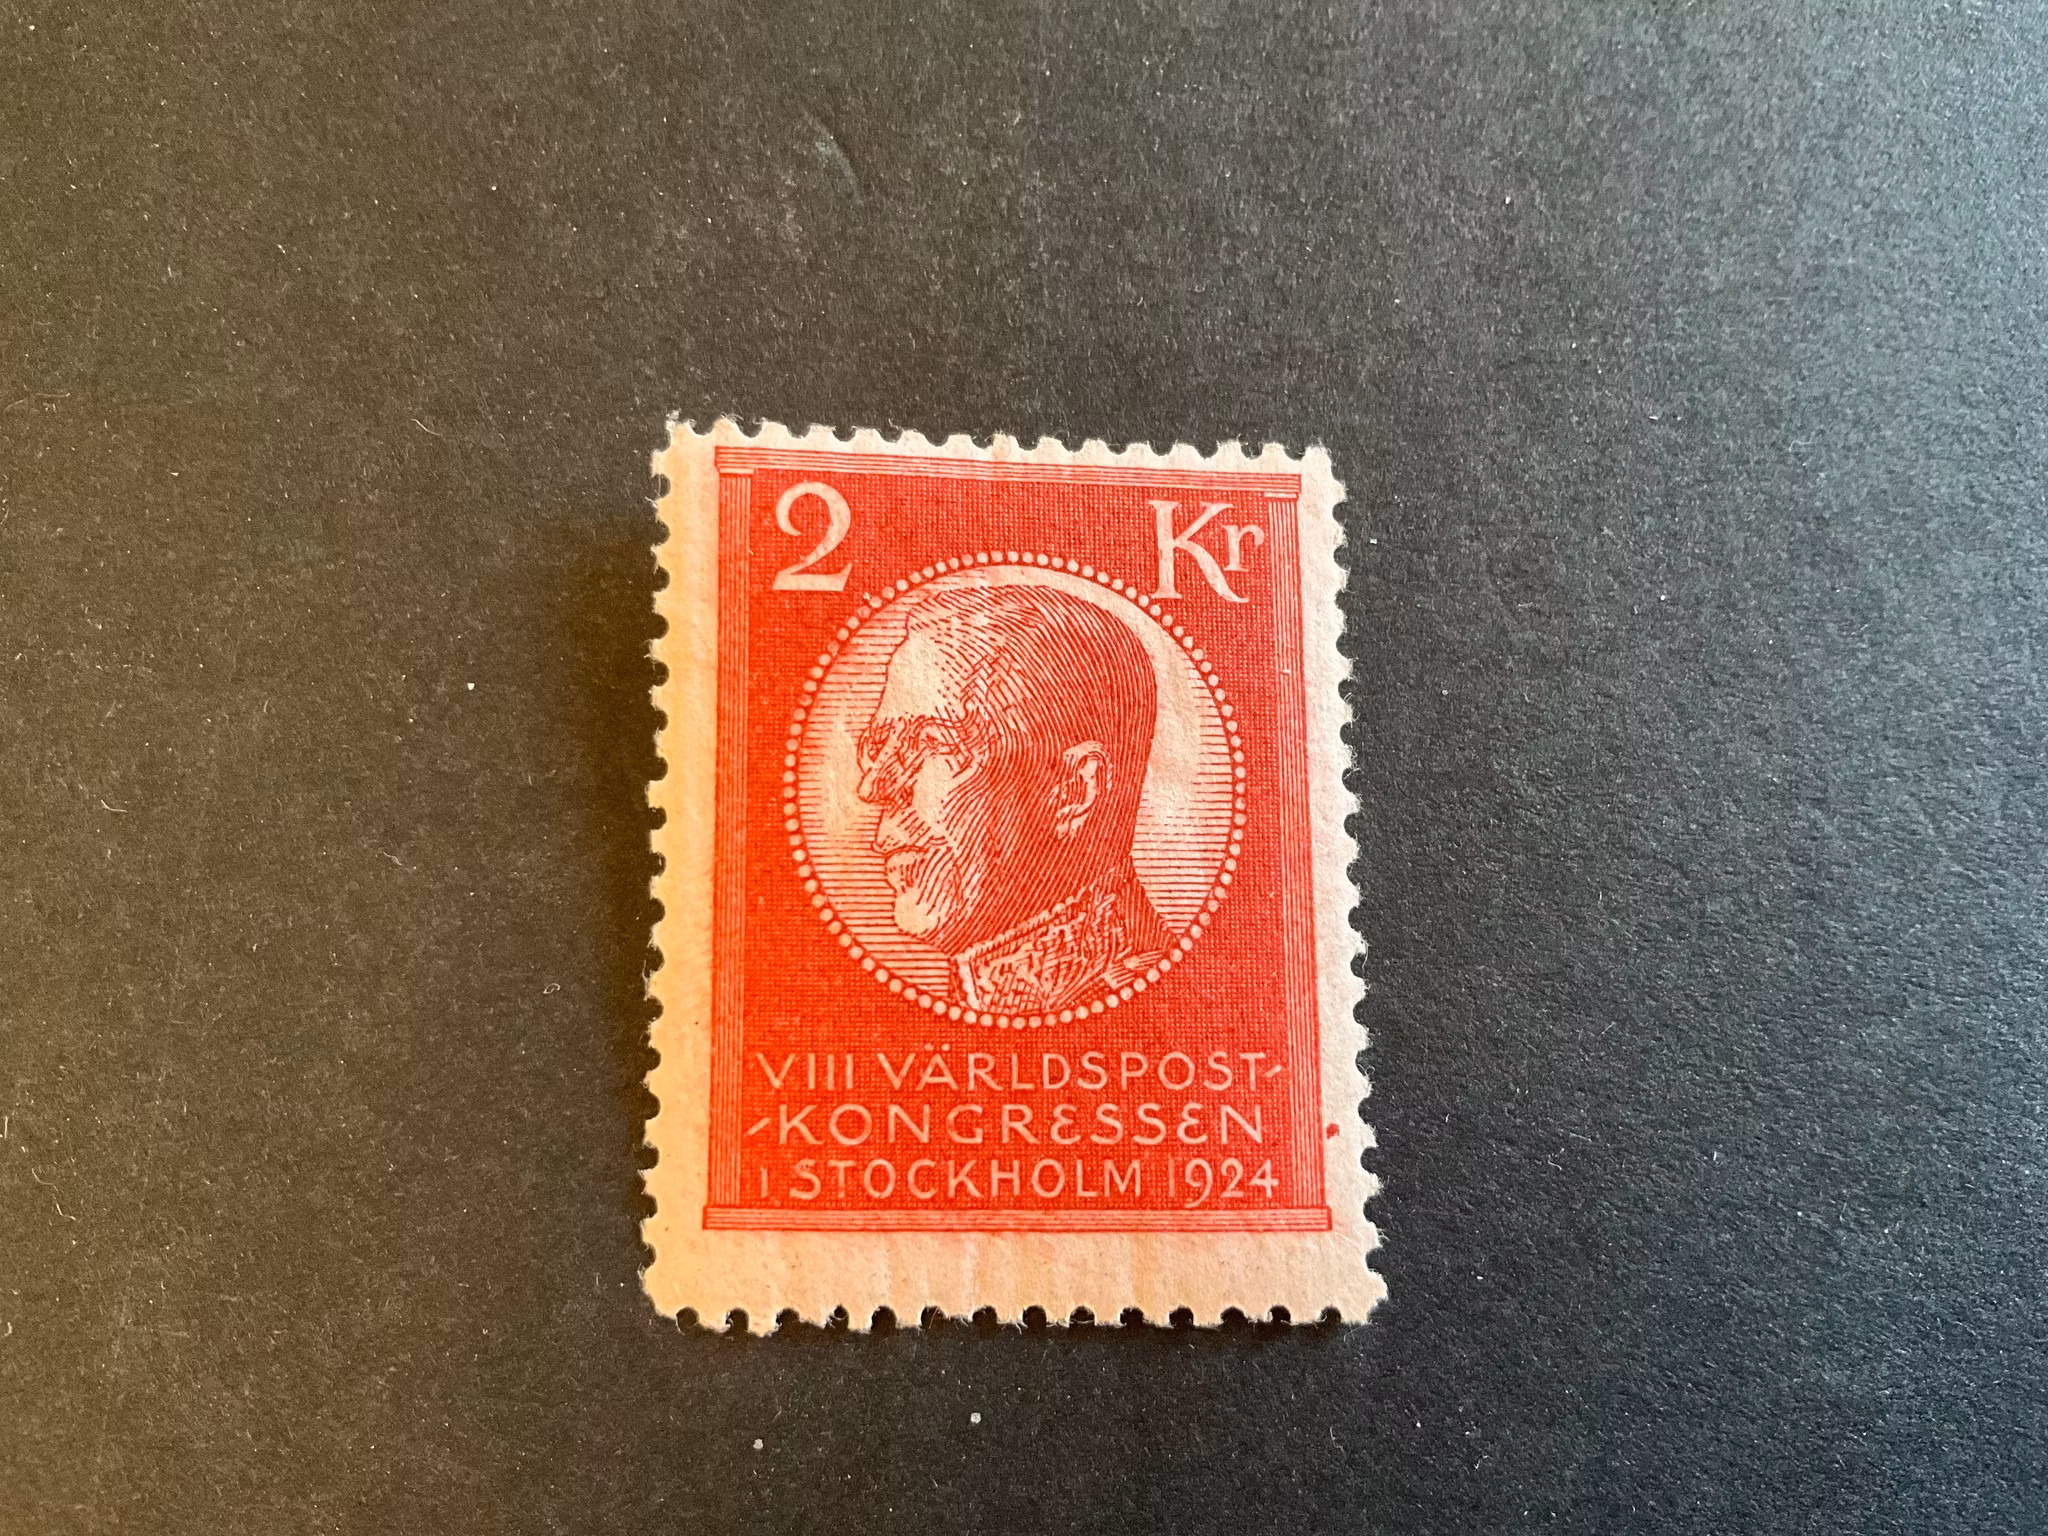 2 Kr
VIII VÄRLDSPOST-
-KONGRESSEN
I STOCKHOLM 1924